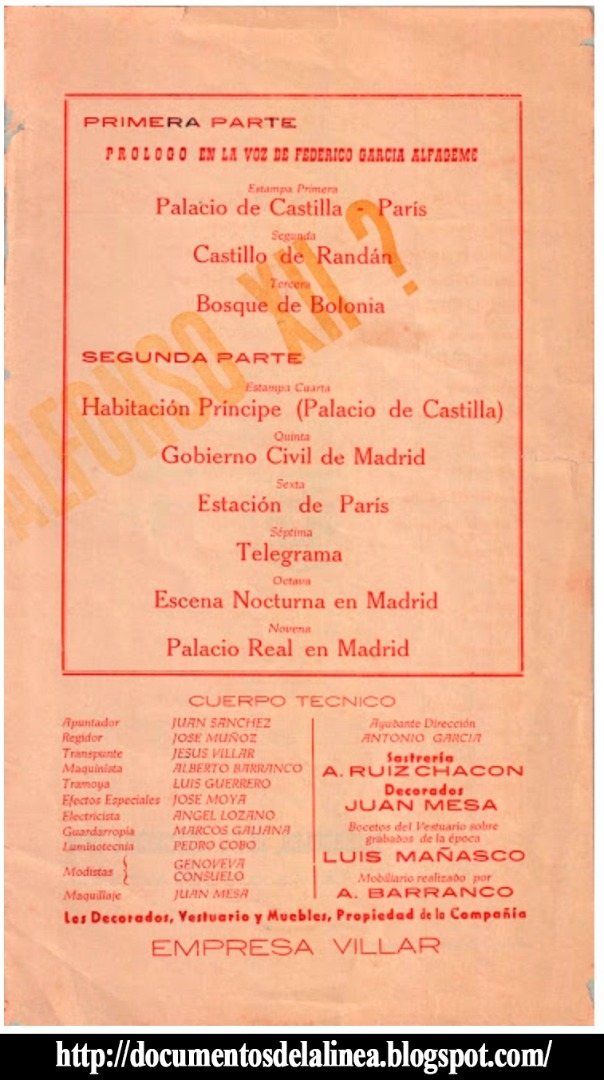 PRIMERA PARTE
PROLOGO EN LA VOZ DE FEDERICO GARCIA ALFAGEME
Estampa Primera
Palacio de Castilla - París
Segunda
Castillo de Randán
Tercera
Bosque de Bolonia
ALFONSO XII ?
SEGUNDA PARTE
Estampa Cuarta
Habitación Príncipe (Palacio de Castilla)
Quinta
Gobierno Civil de Madrid
Sexta
Estación de París
Séptima
Telegrama
Octava
Escena Nocturna en Madrid
Novena
Palacio Real en Madrid
CUERPO TECNICO
Apuntador JUAN SANCHEZ
Regidor JOSE MUÑOZ
Transpunte JESUS VILLAR
Maquinista ALBERTO BARRANCO
Tramoya LUIS GUERRERO
Efectos Especiales JOSE MOYA
Electricista ANGEL LOZANO
Guardarropía MARCOS GALIANA
Luminotecnia PEDRO COBO
Modistas GENOVEVA
CONSUELO
Maquillaje JUAN MESA
Ayudante Dirección
ANTONIO GARCIA
Sastrería
A. RUIZ CHACON
Decorados
JUAN MESA
Bocetos del Vestuario sobre
grabados de la época
LUIS MAÑASCO
Mobiliario realizado por
A. BARRANCO
Los Decorados, Vestuario y Muebles, Propiedad de la Compañía
EMPRESA VILLAR
http://documentosdelalinea.blogspot.com/